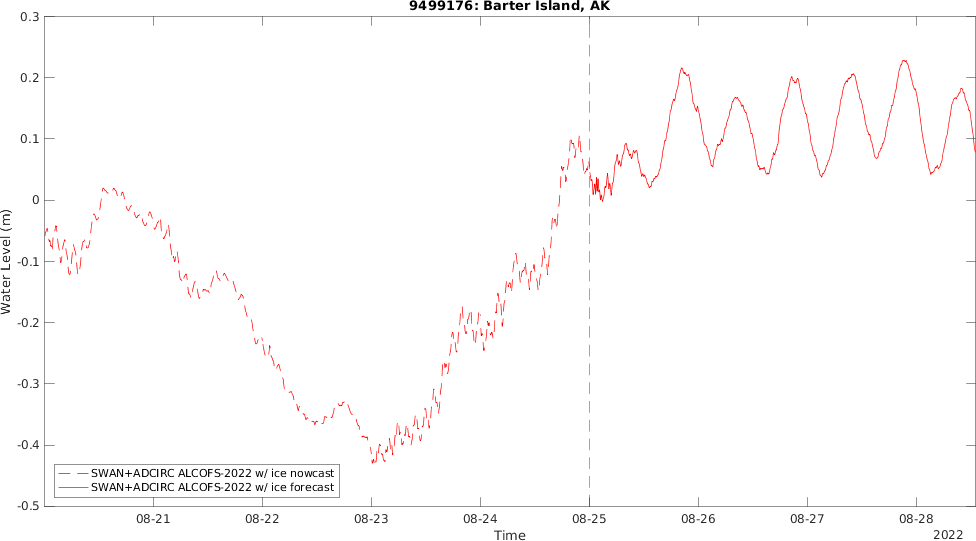 9499176: Barter Island, AK
Water Level (m)
0.3
0.2
0.1
0
-0.1
-0.2
-0.3
-0.4
-0.5
SWAN+ADCIRC ALCOFS-2022 w/ ice nowcast
SWAN+ADCIRC ALCOFS-2022 w/ ice forecast
08-21 08-22 08-23 08-24 08-25 08-26 08-27 08-28
Time
2022